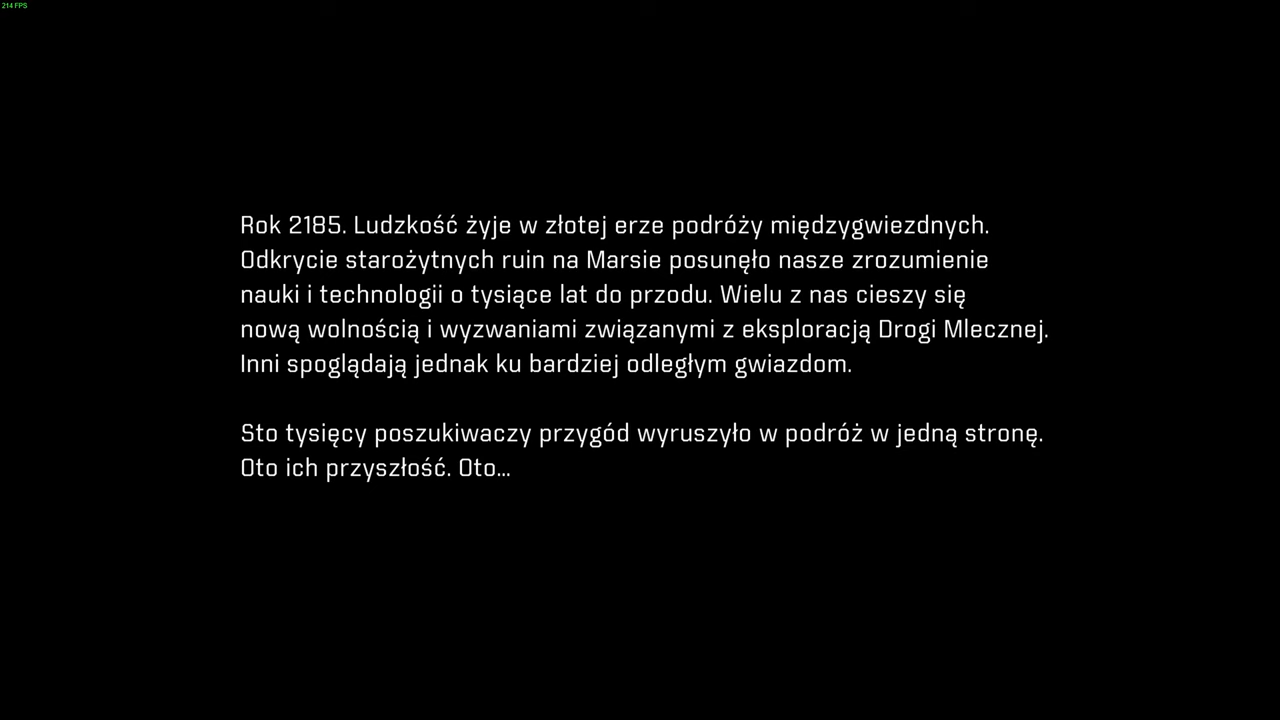 214 FPS
Rok 2185. Ludzkość żyje w złotej erze podróży międzygwiezdnych.
Odkrycie starożytnych ruin na Marsie posunęło nasze zrozumienie
nauki i technologii o tysiące lat do przodu. Wielu z nas cieszy się
nową wolnością i wyzwaniami związanymi z eksploracją Drogi Mlecznej.
Inni spoglądają jednak ku bardziej odległym gwiazdom.
Sto tysięcy poszukiwaczy przygód wyruszyło w podróż w jedną stronę.
Oto ich przyszłość. Oto...